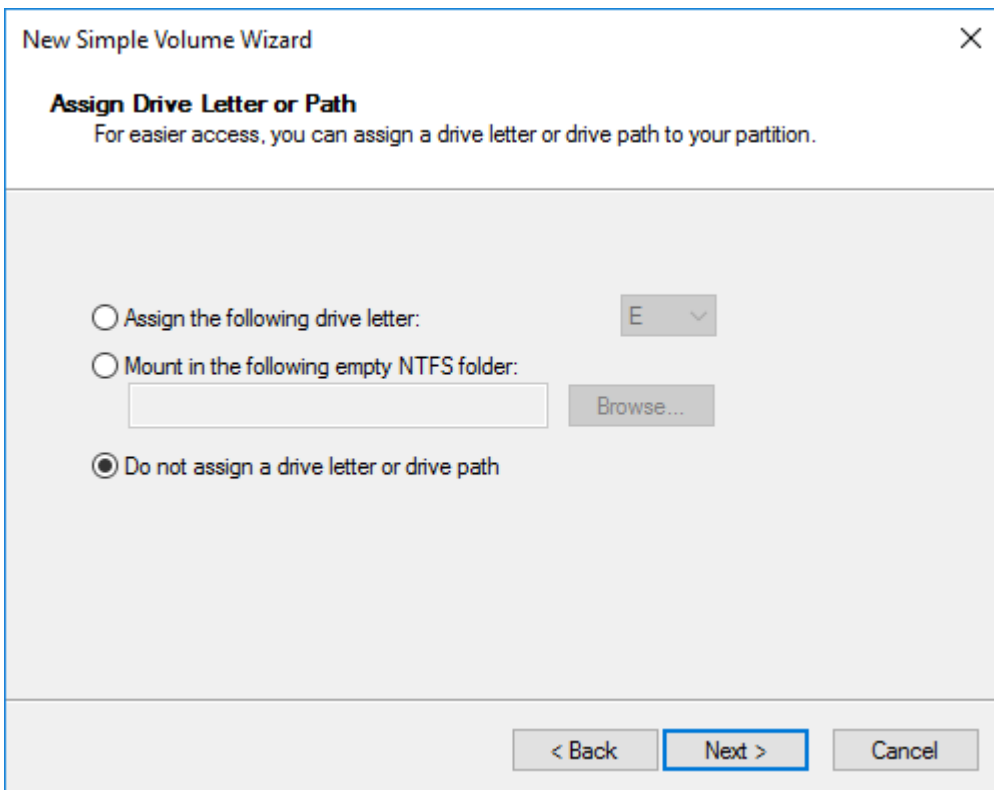 New Simple Volume Wizard
Assign Drive Letter or Path
For easier access, you can assign a drive letter or drive path to your partition.
Assign the following drive letter: E
Mount in the following empty NTFS folder:
Browse...
Do not assign a drive letter or drive path
< Back Next > Cancel